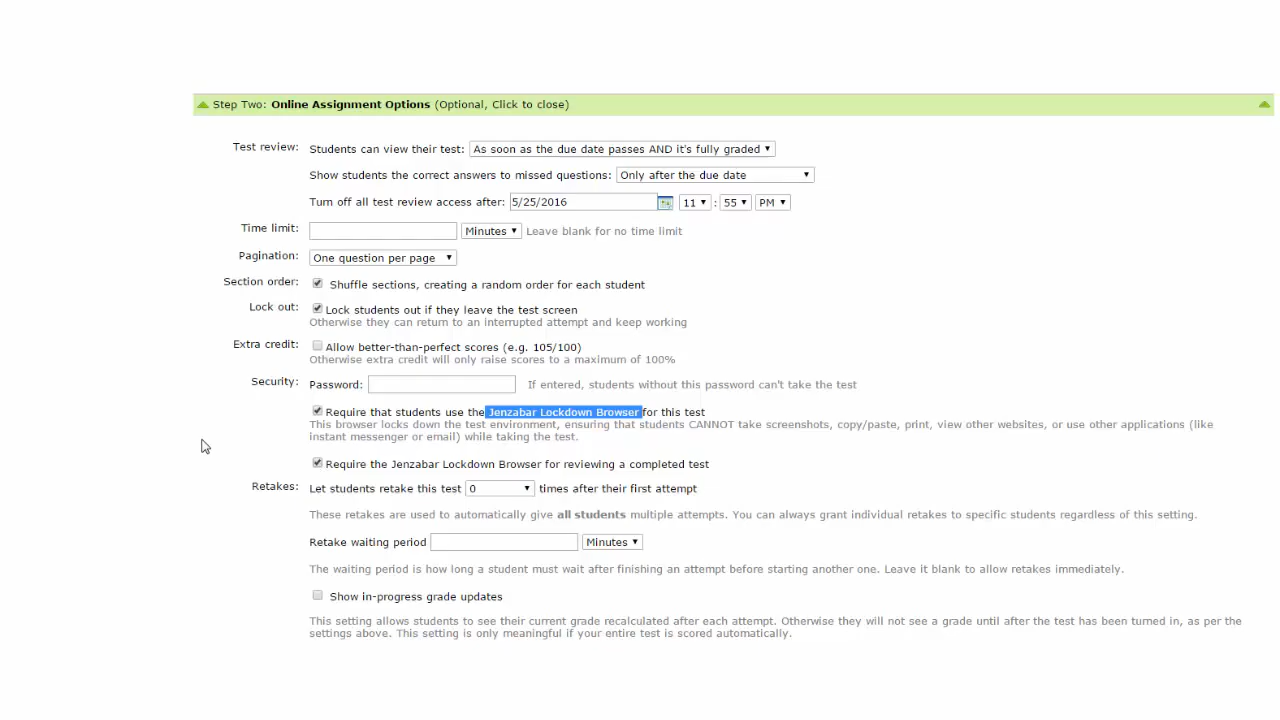 Step Two: Online Assignment Options (Optional, Click to close)
Test review: Students can view their test: As soon as the due date passes AND it's fully graded
Show students the correct answers to missed questions: Only after the due date
Turn off all test review access after: 5/25/2016 11 : 55 PM
Time limit: Minutes Leave blank for no time limit
Pagination: One question per page
Section order: Shuffle sections, creating a random order for each student
Lock out: Lock students out if they leave the test screen
Otherwise they can return to an interrupted attempt and keep working
Extra credit: Allow better-than-perfect scores (e.g. 105/100)
Otherwise extra credit will only raise scores to a maximum of 100%
Security: Password: If entered, students without this password can't take the test
Require that students use the Jenzabar Lockdown Browser for this test
This browser locks down the test environment, ensuring that students CANNOT take screenshots, copy/paste, print, view other websites, or use other applications (like
instant messenger or email) while taking the test.
Require the Jenzabar Lockdown Browser for reviewing a completed test
Retakes: Let students retake this test 0 times after their first attempt
These retakes are used to automatically give all students multiple attempts. You can always grant individual retakes to specific students regardless of this setting.
Retake waiting period Minutes
The waiting period is how long a student must wait after finishing an attempt before starting another one. Leave it blank to allow retakes immediately.
Show in-progress grade updates
This setting allows students to see their current grade recalculated after each attempt. Otherwise they will not see a grade until after the test has been turned in, as per the
settings above. This setting is only meaningful if your entire test is scored automatically.